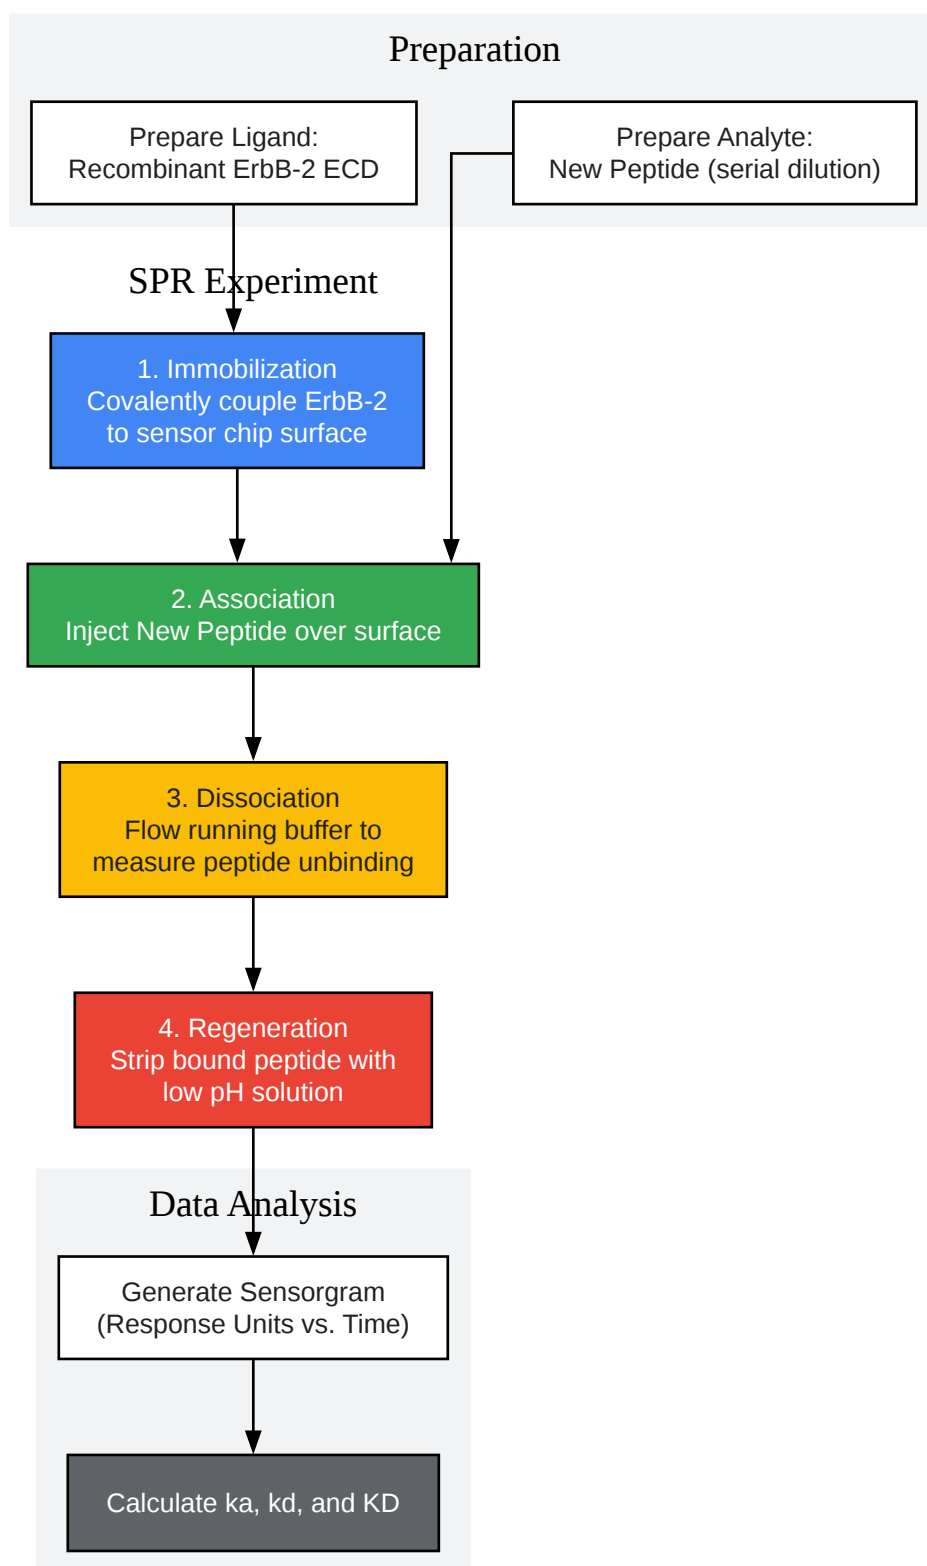 Preparation
Prepare Ligand:
Recombinant ErbB-2 ECD
Prepare Analyte:
New Peptide (serial dilution)
SPR Experiment
1. Immobilization
Covalently couple ErbB-2
to sensor chip surface
2. Association
Inject New Peptide over surface
3. Dissociation
Flow running buffer to
measure peptide unbinding
4. Regeneration
Strip bound peptide with
low pH solution
Data Analysis
Generate Sensorgram
(Response Units vs. Time)
Calculate ka, kd, and KD